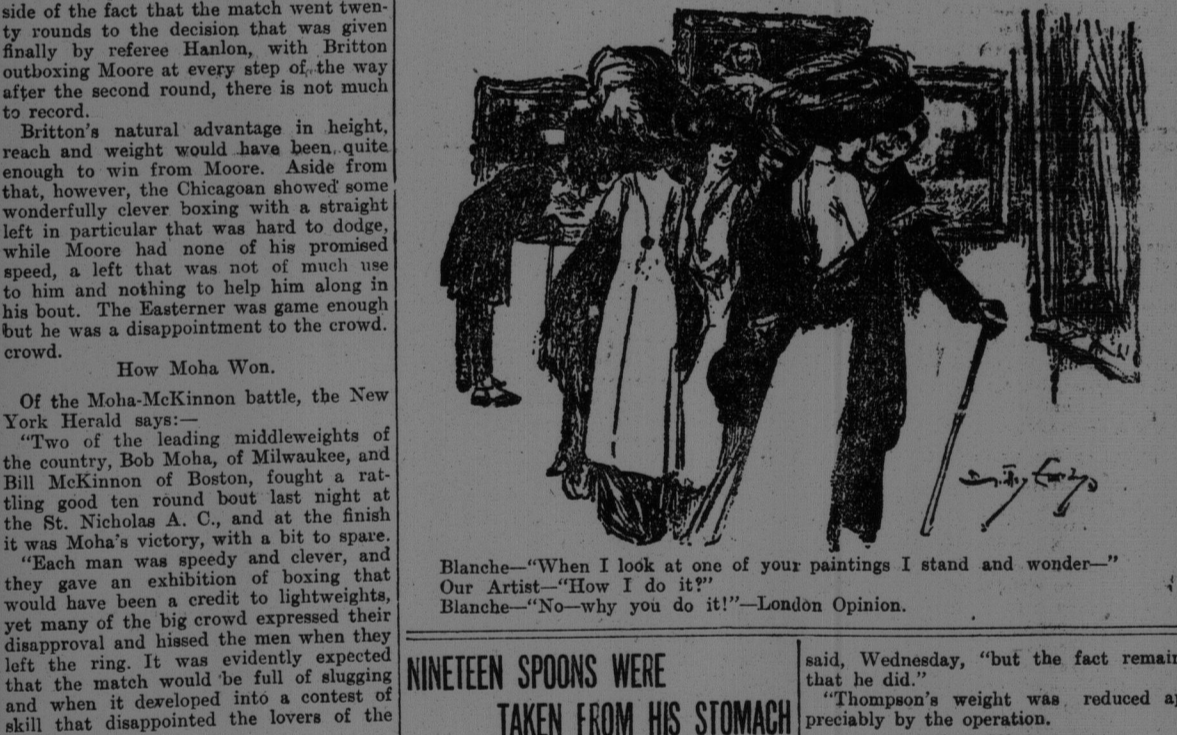 side of the fact that the match went twen-
ty rounds to the decision that was given
finally by referee Hanlon, with Britton
outboxing Moore at every step of the way
after the second round, there is not much
to record.
Britton's natural advantage in height,
reach and weight would have been quite
enough to win from Moore. Aside from
that, however, the Chicagoan showed some
wonderfully clever boxing with a straight
left in particular that was hard to dodge,
while Moore had none of his promised
speed, a left that was not of much use
to him and nothing to help him along in
his bout. The Easterner was game enough
but he was a disappointment to the crowd.
crowd.
How Moha Won.
Of the Moha-McKinnon battle, the New
York Herald says:—
"Two of the leading middleweights of
the country, Bob Moha, of Milwaukee, and
Bill McKinnon of Boston, fought a rat-
tling good ten round bout last night at
the St. Nicholas A. C., and at the finish
it was Moha's victory, with a bit to spare.
"Each man was speedy and clever, and
they gave an exhibition of boxing that
would have been a credit to lightweights,
yet many of the big crowd expressed their
disapproval and hissed the men when they
left the ring. It was evidently expected
that the match would be full of slugging
and when it developed into a contest of
skill that disappointed the lovers of the
Blanche—"When I look at one of your paintings I stand and wonder—"
Our Artist—"How I do it?"
Blanche—"No—why you do it!"—London Opinion.
NINETEEN SPOONS WERE
TAKEN FROM HIS STOMACH
said, Wednesday, "but the fact remain
that he did."
"Thompson's weight was reduced ap
preciably by the operation.